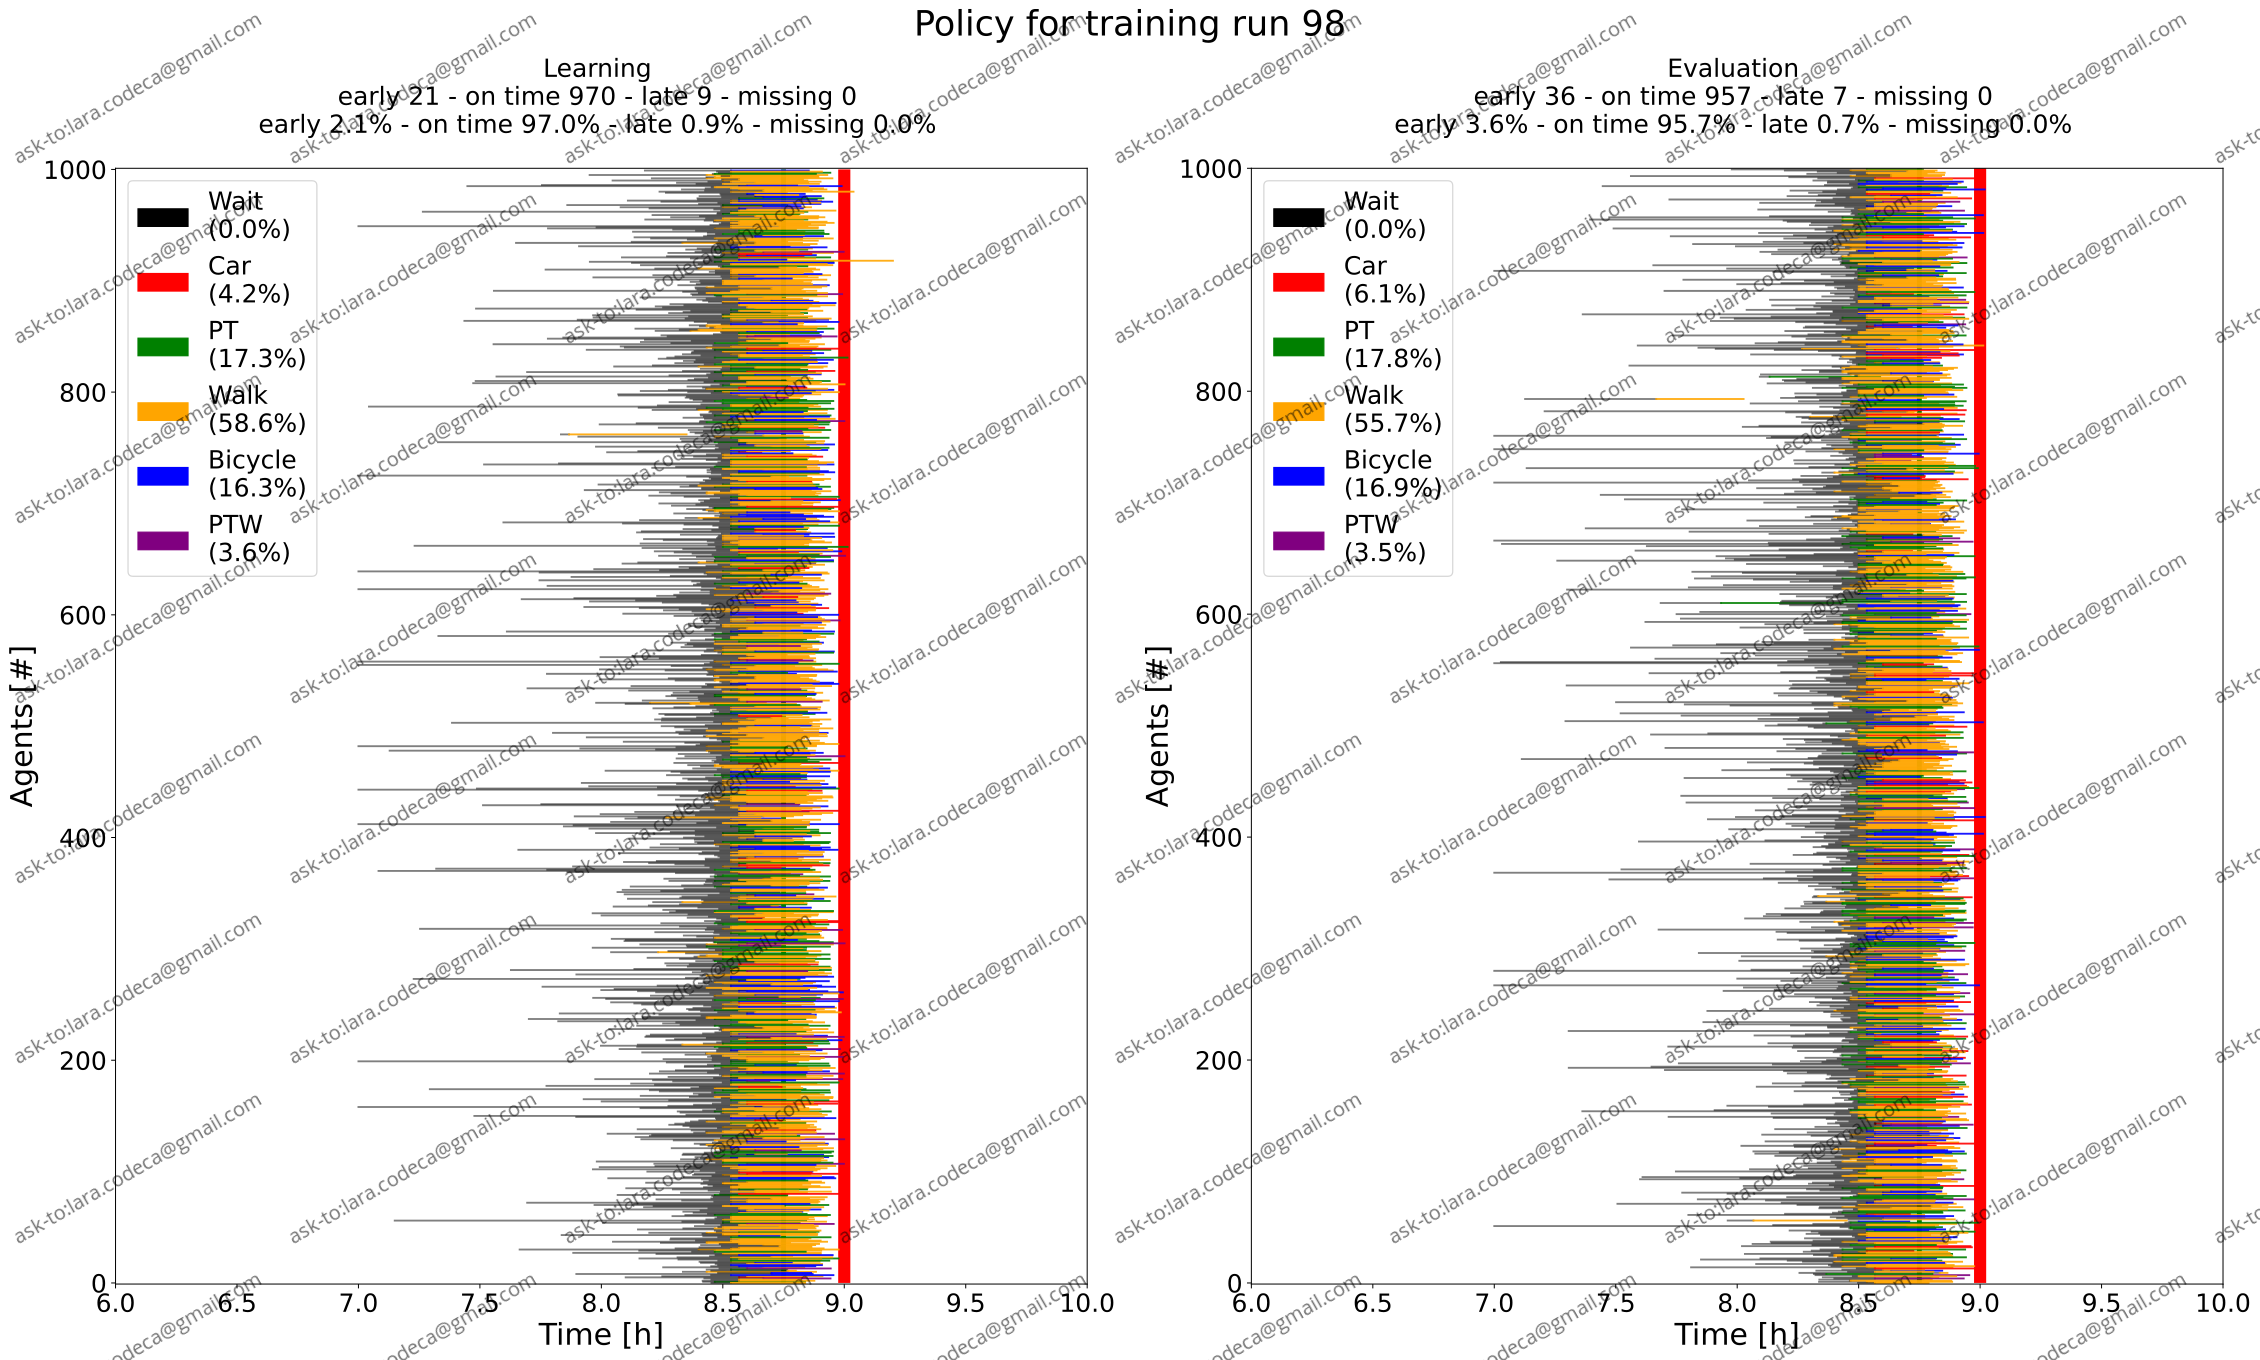 Policy for training run 98
Learning
early 21 - on time 970 - late 9 - missing 0
early 2.1% - on time 97.0% - late 0.9% - missing 0.0%
1000
800
600
400
200
0
Agents [#]
Wait
(0.0%)
Car
(4.2%)
PT
(17.3%)
Walk
(58.6%)
Bicycle
(16.3%)
PTW
(3.6%)
6.0 6.5 7.0 7.5 8.0 8.5 9.0 9.5 10.0
Time [h]
Evaluation
early 36 - on time 957 - late 7 - missing 0
early 3.6% - on time 95.7% - late 0.7% - missing 0.0%
1000
800
600
400
200
0
Agents [#]
Wait
(0.0%)
Car
(6.1%)
PT
(17.8%)
Walk
(55.7%)
Bicycle
(16.9%)
PTW
(3.5%)
6.0 6.5 7.0 7.5 8.0 8.5 9.0 9.5 10.0
Time [h]
ask-to:lara.codeca@gmail.com